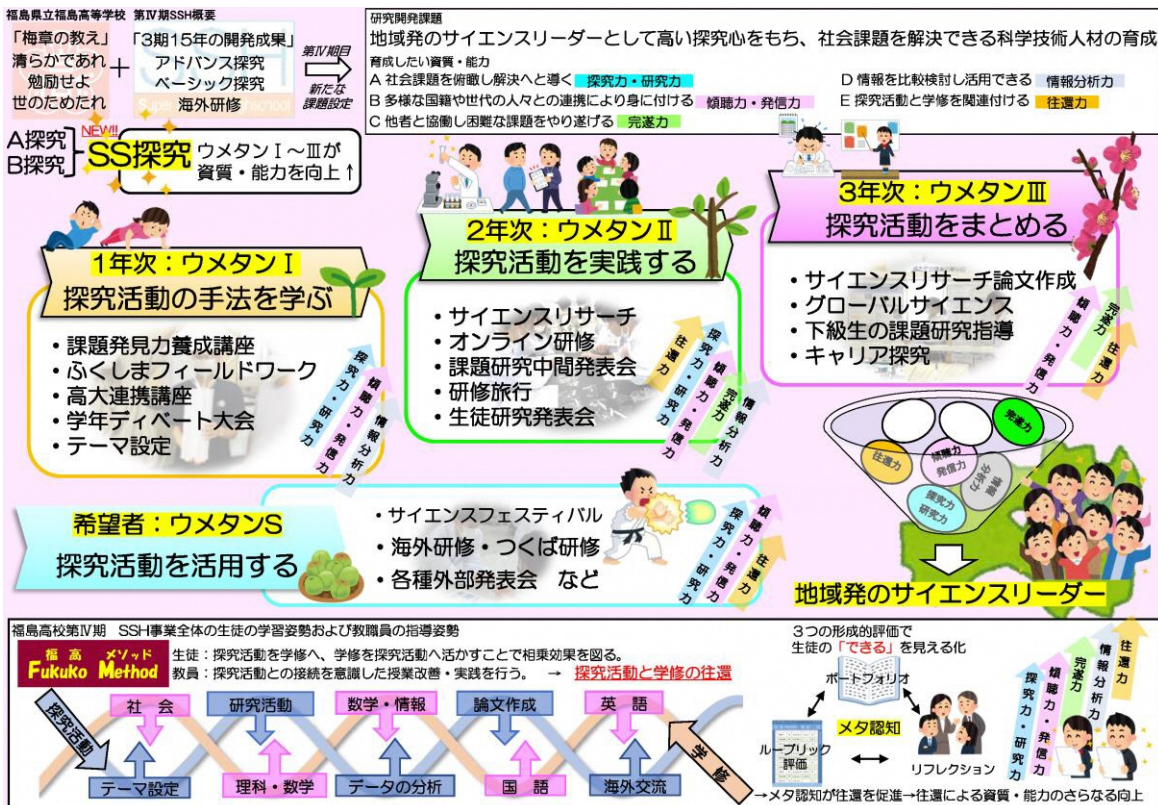 福島県立福島高等学校 第Ⅳ期SSH概要
「梅章の教え」
清らかであれ
勉励せよ
世のためたれ
+
「3期15年の開発成果」
アドバンス探究
ベーシック探究
海外研修
第Ⅳ期目
新たな
課題設定
研究開発課題
地域発のサイエンスリーダーとして高い探究心をもち、社会課題を解決できる科学技術人材の育成
育成したい資質・能力
A 社会課題を俯瞰し解決へと導く 探究力・研究力
B 多様な国籍や世代の人々との連携により身に付ける 傾聴力・発信力
C 他者と協働し困難な課題をやり遂げる 完遂力
D 情報を比較検討し活用できる 情報分析力
E 探究活動と学修を関連付ける 往還力
A探究
B探究
NEW!!
SS探究
ウメタンⅠ～Ⅲが
資質・能力を向上↑
1年次：ウメタンⅠ
探究活動の手法を学ぶ
・課題発見力養成講座
・ふくしまフィールドワーク
・高大連携講座
・学年ディベート大会
・テーマ設定
探究力・研究力
傾聴力・発信力
情報分析力
2年次：ウメタンⅡ
探究活動を実践する
・サイエンスリサーチ
・オンライン研修
・課題研究中間発表会
・研修旅行
・生徒研究発表会
往還力
探究力・研究力
傾聴力・発信力
完遂力
情報分析力
3年次：ウメタンⅢ
探究活動をまとめる
・サイエンスリサーチ論文作成
・グローバルサイエンス
・下級生の課題研究指導
・キャリア探究
傾聴力・発信力
完遂力
往還力
希望者：ウメタンS
探究活動を活用する
・サイエンスフェスティバル
・海外研修・つくば研修
・各種外部発表会 など
探究力・研究力
傾聴力・発信力
往還力
完遂力
往還力
傾聴力
発信力
情報
分析力
探究力
研究力
地域発のサイエンスリーダー
福島高校第Ⅳ期 SSH事業全体の生徒の学習姿勢および教職員の指導姿勢
福高 メソッド
Fukuko Method
生徒：探究活動を学修へ、学修を探究活動へ活かすことで相乗効果を図る。
教員：探究活動との接続を意識した授業改善・実践を行う。 → 探究活動と学修の往還
探究活動
社会
研究活動
数学・情報
論文作成
英語
テーマ設定
理科・数学
データの分析
国語
海外交流
学修
3つの形成的評価で
生徒の「できる」を見える化
ポートフォリオ
メタ認知
ルーブリック
評価
リフレクション
探究力・研究力
傾聴力・発信力
完遂力
情報分析力
往還力
→メタ認知が往還を促進→往還による資質・能力のさらなる向上